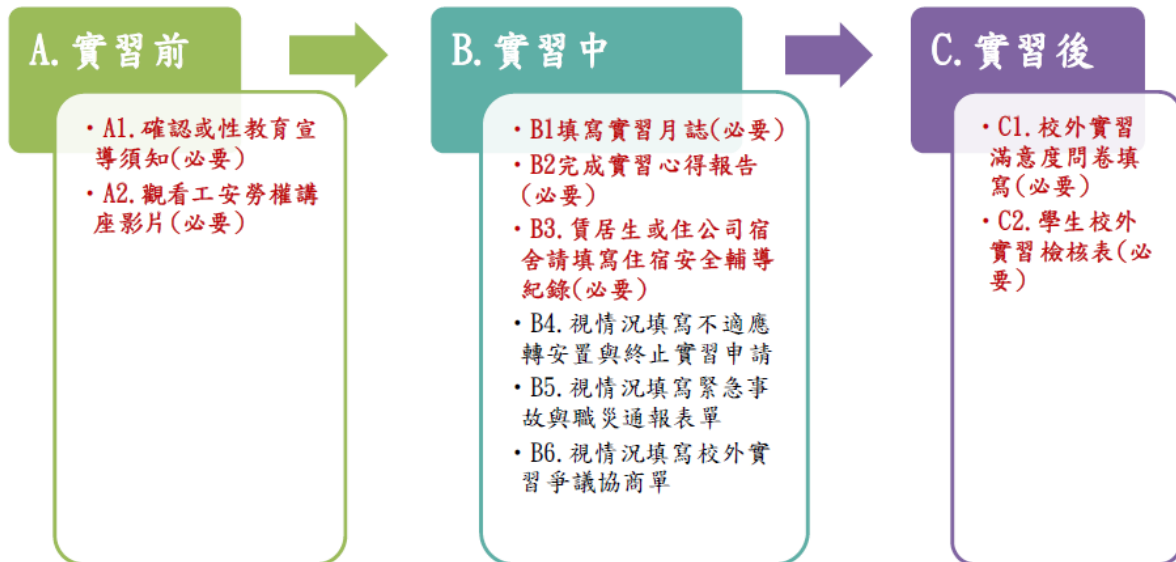 A.實習前
・A1.確認或性教育宣
導須知(必要)
・A2.觀看工安勞權講
座影片(必要)
B.實習中
・B1填寫實習月誌(必要)
・B2完成實習心得報告
(必要)
・B3.賃居生或住公司宿
舍請填寫住宿安全輔導
紀錄(必要)
・B4.視情況填寫不適應
轉安置與終止實習申請
・B5.視情況填寫緊急事
故與職災通報表單
・B6.視情況填寫校外實
習爭議協商單
C.實習後
・C1.校外實習
滿意度問卷填
寫(必要)
・C2.學生校外
實習檢核表(必
要)